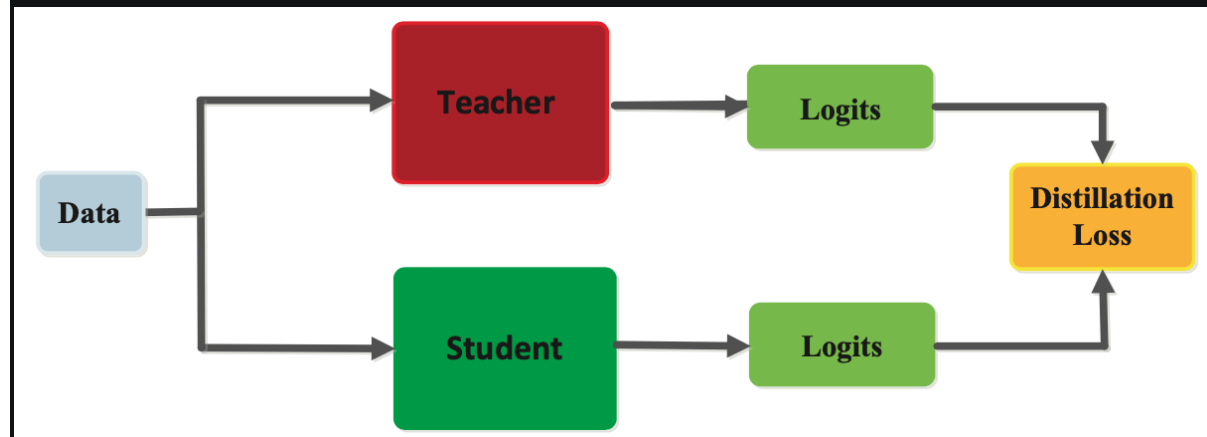 Teacher
Logits
Data
Distillation
Loss
Student
Logits